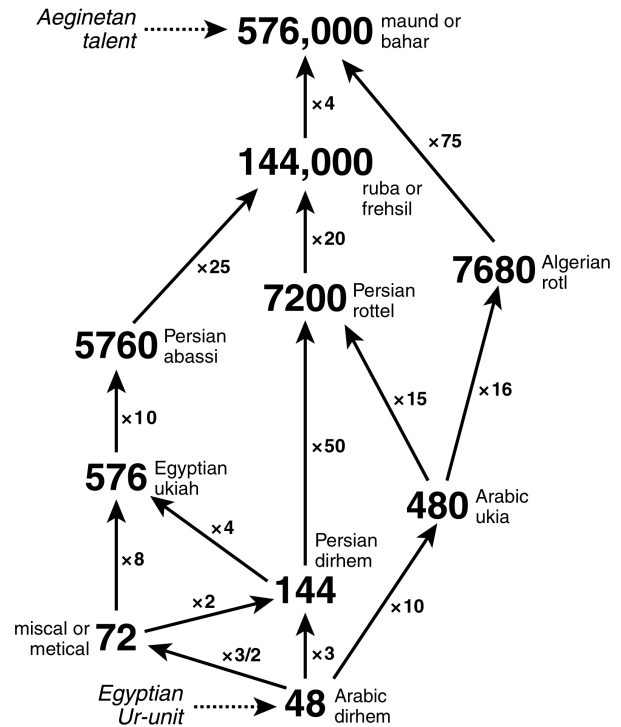 Aeginetan
talent
576,000
maund or
bahar
×4
×75
144,000
ruba or
frehsil
×25
×20
7680
Algerian
rotl
7200
Persian
rottel
5760
Persian
abassi
×10
×15
×16
×50
576
Egyptian
ukiah
480
Arabic
ukia
×4
×8
Persian
dirhem
144
×2
×10
miscal or
metical
72
×3/2
×3
Egyptian
Ur-unit
48
Arabic
dirhem